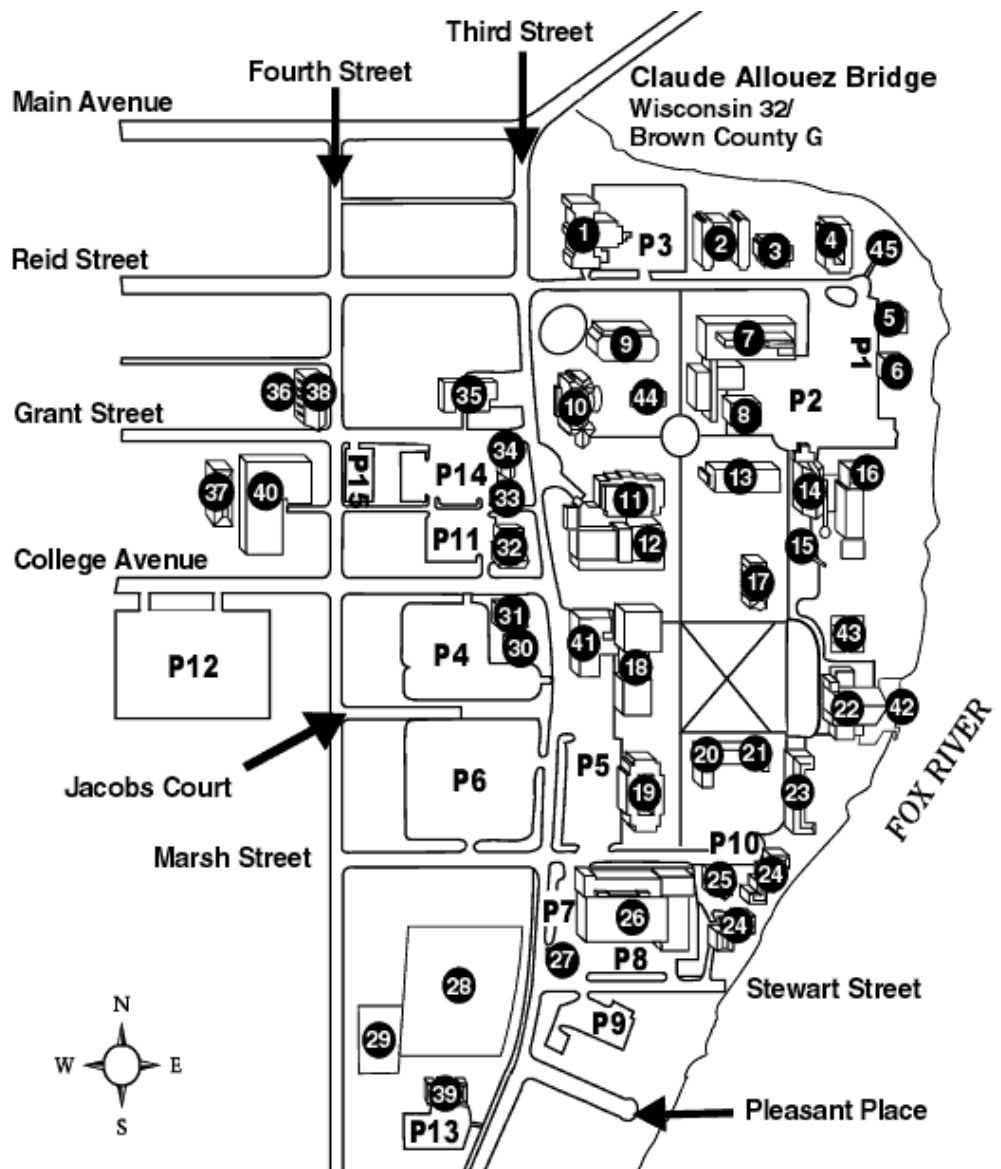 Third Street
Fourth Street
Claude Allouez Bridge
Wisconsin 32/
Brown County G
Main Avenue
1
P3
2
3
4
45
Reid Street
5
9
7
P1
6
36
38
35
10
44
P2
8
Grant Street
34
P14
P15
37
40
33
11
13
14
16
P11
32
12
15
College Avenue
17
31
30
41
43
P12
P4
18
22
42
Jacobs Court
P6
P5
20
21
19
23
FOX RIVER
Marsh Street
P10
25
24
P7
26
24
27
P8
28
Stewart Street
29
P9
N
W
E
S
39
P13
Pleasant Place